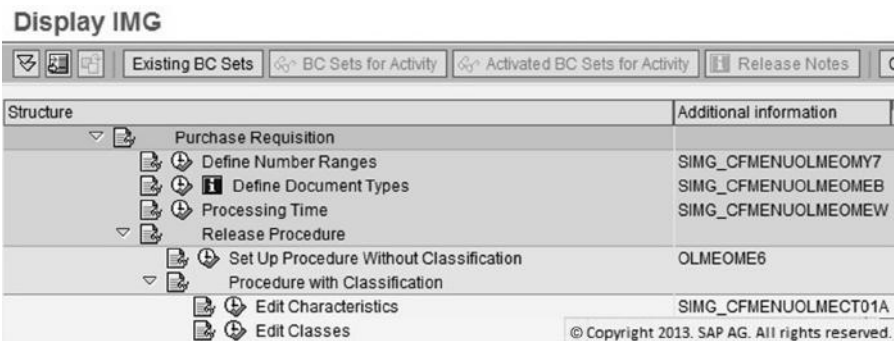 Display IMG
Existing BC Sets BC Sets for Activity Activated BC Sets for Activity Release Notes
Structure Additional information
Purchase Requisition
Define Number Ranges SIMG_CFMENUOLMEOMY7
Define Document Types SIMG_CFMENUOLMEOMEB
Processing Time SIMG_CFMENUOLMEOMEW
Release Procedure
Set Up Procedure Without Classification OLMEOME6
Procedure with Classification
Edit Characteristics SIMG_CFMENUOLMECT01A
Edit Classes © Copyright 2013. SAP AG. All rights reserved.